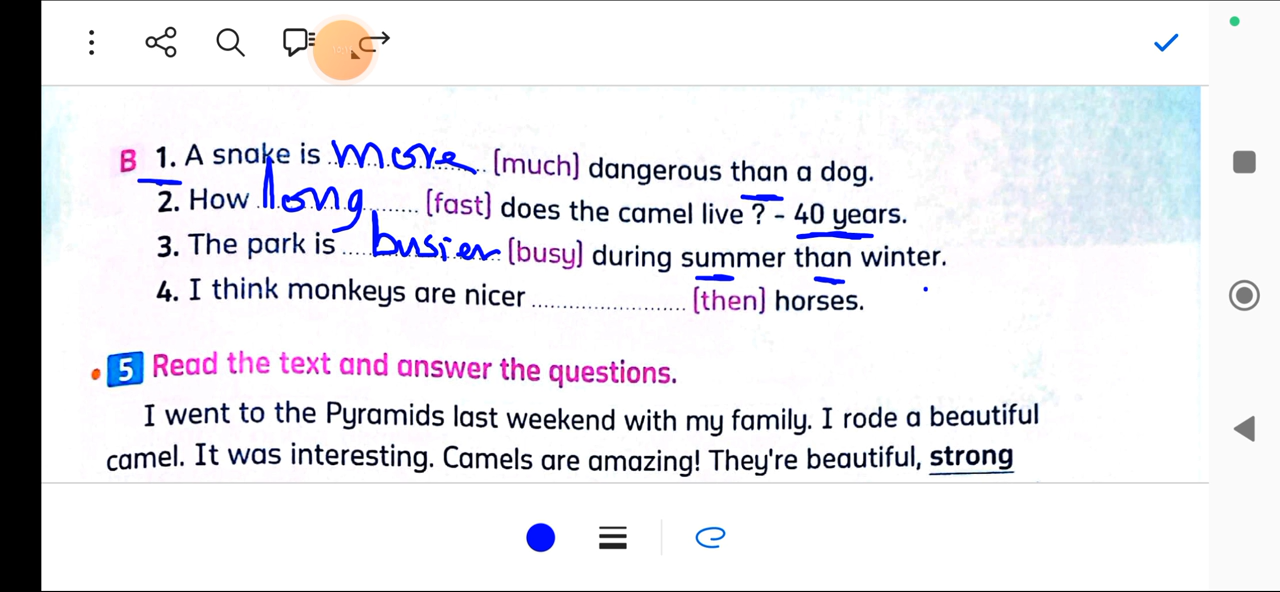 B 1. A snake is more [much] dangerous than a dog.
2. How long [fast] does the camel live ? - 40 years.
3. The park is busier [busy] during summer than winter.
4. I think monkeys are nicer ................ [then] horses.
5 Read the text and answer the questions.
I went to the Pyramids last weekend with my family. I rode a beautiful
camel. It was interesting. Camels are amazing! They're beautiful, strong